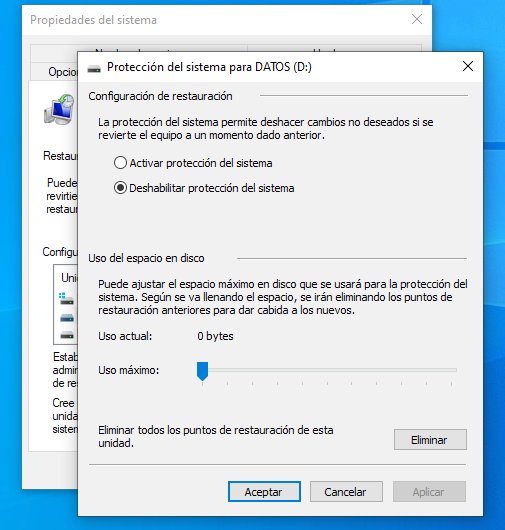 Propiedades del sistema
Opcio
Protección del sistema para DATOS (D:)
Configuración de restauración
La protección del sistema permite deshacer cambios no deseados si se
revierte el equipo a un momento dado anterior.
Activar protección del sistema
Deshabilitar protección del sistema
Uso del espacio en disco
Puede ajustar el espacio máximo en disco que se usará para la protección del
sistema. Según se va llenando el espacio, se irán eliminando los puntos de
restauración anteriores para dar cabida a los nuevos.
Uso actual: 0 bytes
Uso máximo:
Eliminar todos los puntos de restauración de esta
unidad.
Eliminar
Aceptar Cancelar Aplicar
Restau
Puede
revirtie
restaur
Configu
Unid
Estab
admin
de res
Cree
unida
sistem